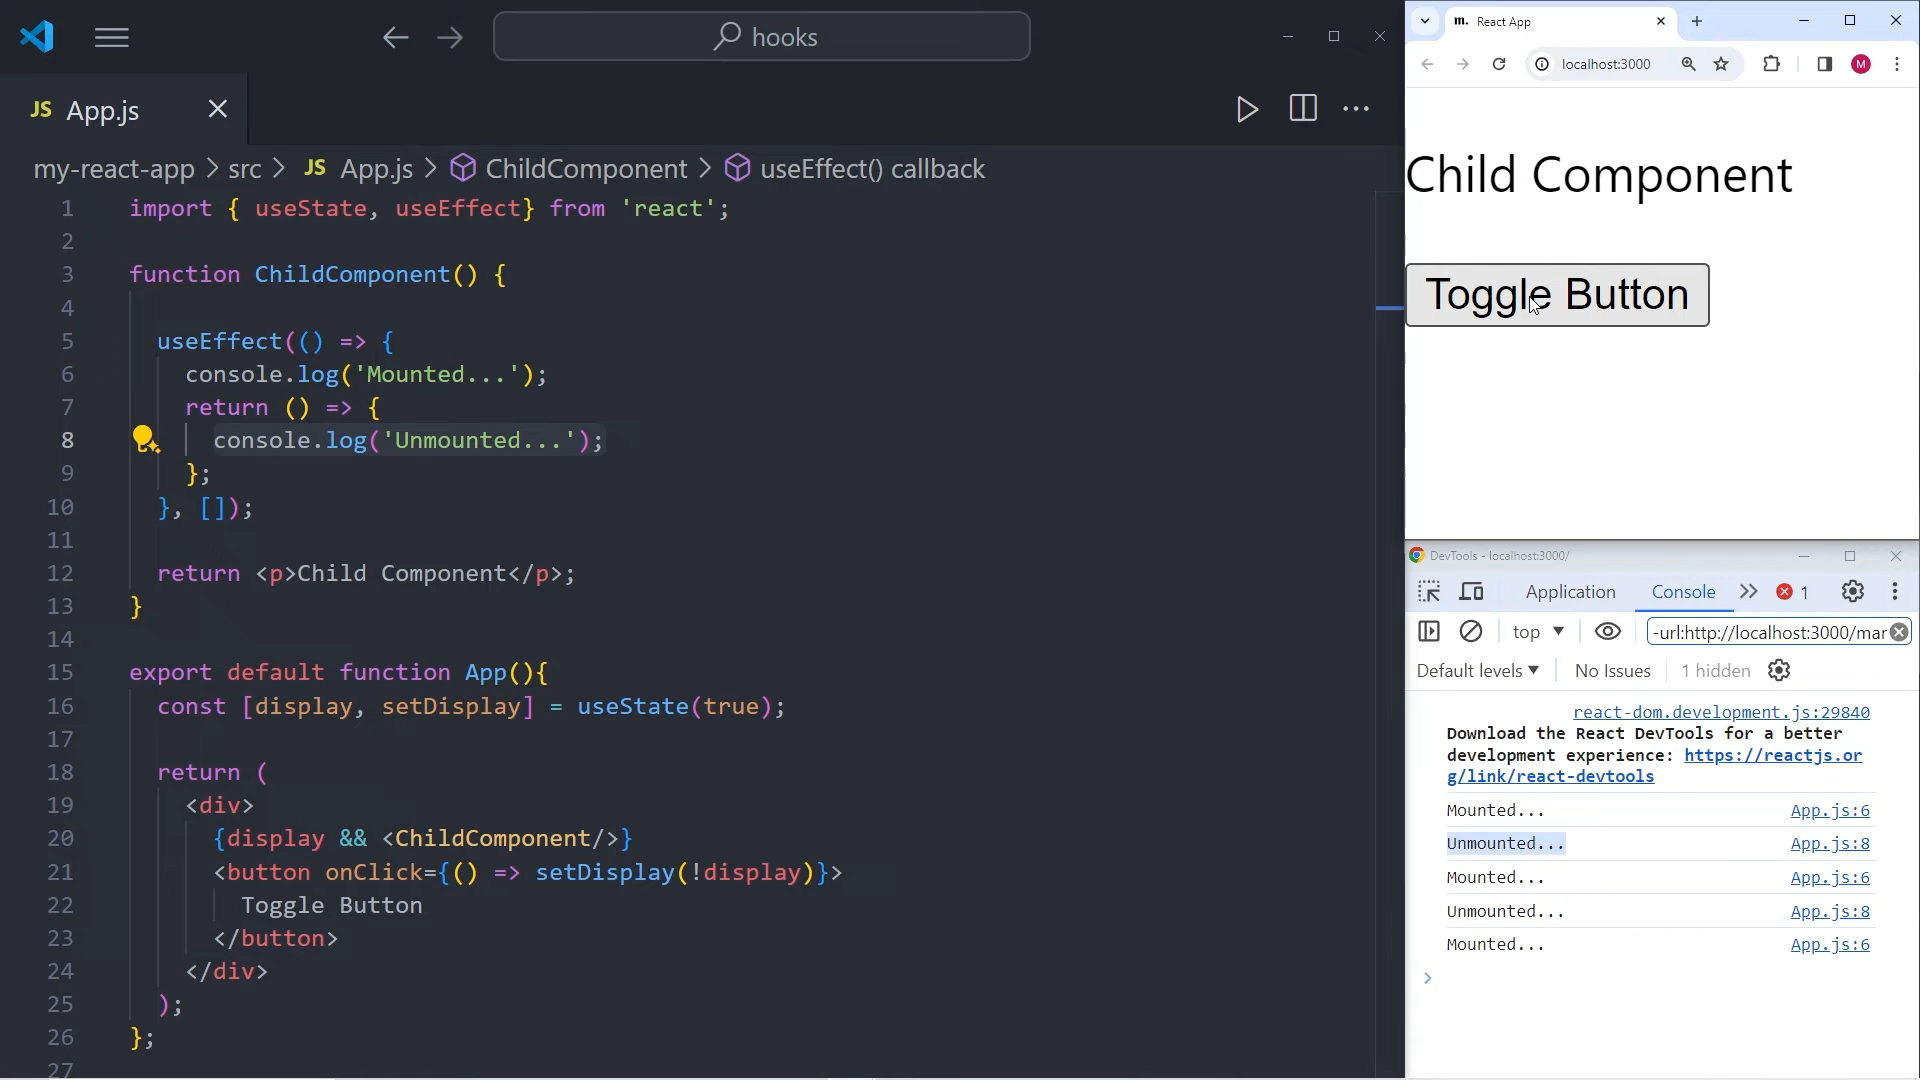 hooks
JS App.js
my-react-app > src > JS App.js > ChildComponent > useEffect() callback
1 import { useState, useEffect} from 'react';
2
3 function ChildComponent() {
4
5 useEffect(() => {
6 console.log('Mounted...');
7 return () => {
8 console.log('Unmounted...');
9 };
10 }, []);
11
12 return <p>Child Component</p>;
13 }
14
15 export default function App(){
16 const [display, setDisplay] = useState(true);
17
18 return (
19 <div>
20 {display && <ChildComponent/>}
21 <button onClick={() => setDisplay(!display)}>
22 Toggle Button
23 </button>
24 </div>
25 );
26 };
27
m. React App
localhost:3000
M
Child Component
Toggle Button
DevTools - localhost:3000/
Application Console 1
top -url:http://localhost:3000/mar
Default levels No Issues 1 hidden
react-dom.development.js:29840
Download the React DevTools for a better
development experience: https://reactjs.or
g/link/react-devtools
Mounted... App.js:6
Unmounted... App.js:8
Mounted... App.js:6
Unmounted... App.js:8
Mounted... App.js:6